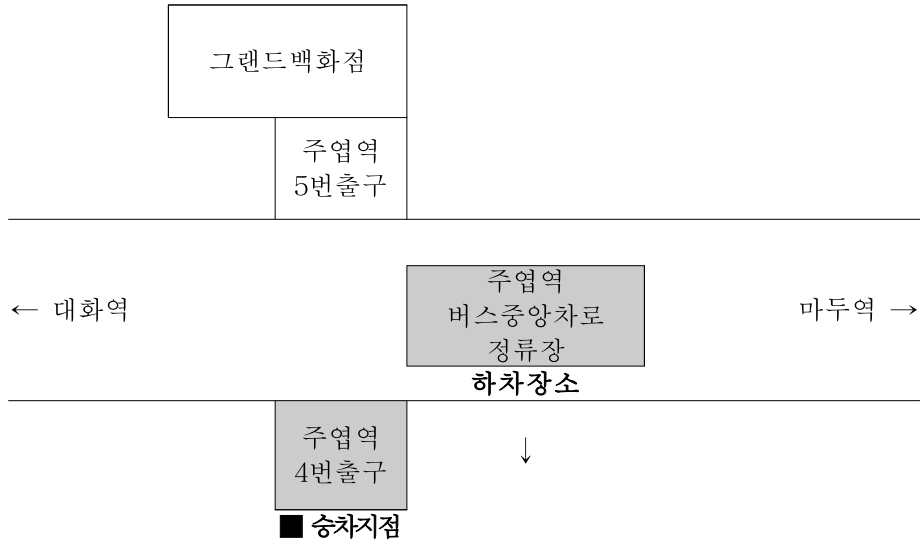 그랜드백화점
주엽역
5번출구
← 대화역
주엽역
버스중앙차로
정류장
마두역 →
하차장소
주엽역
4번출구
↓
■ 승차지점